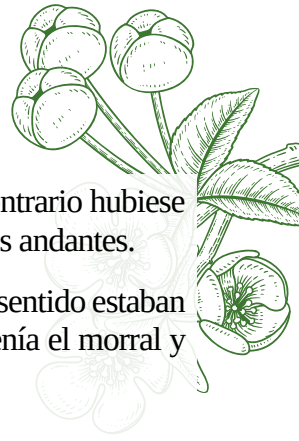 ntrario hubiese
s andantes.
sentido estaban
enía el morral y